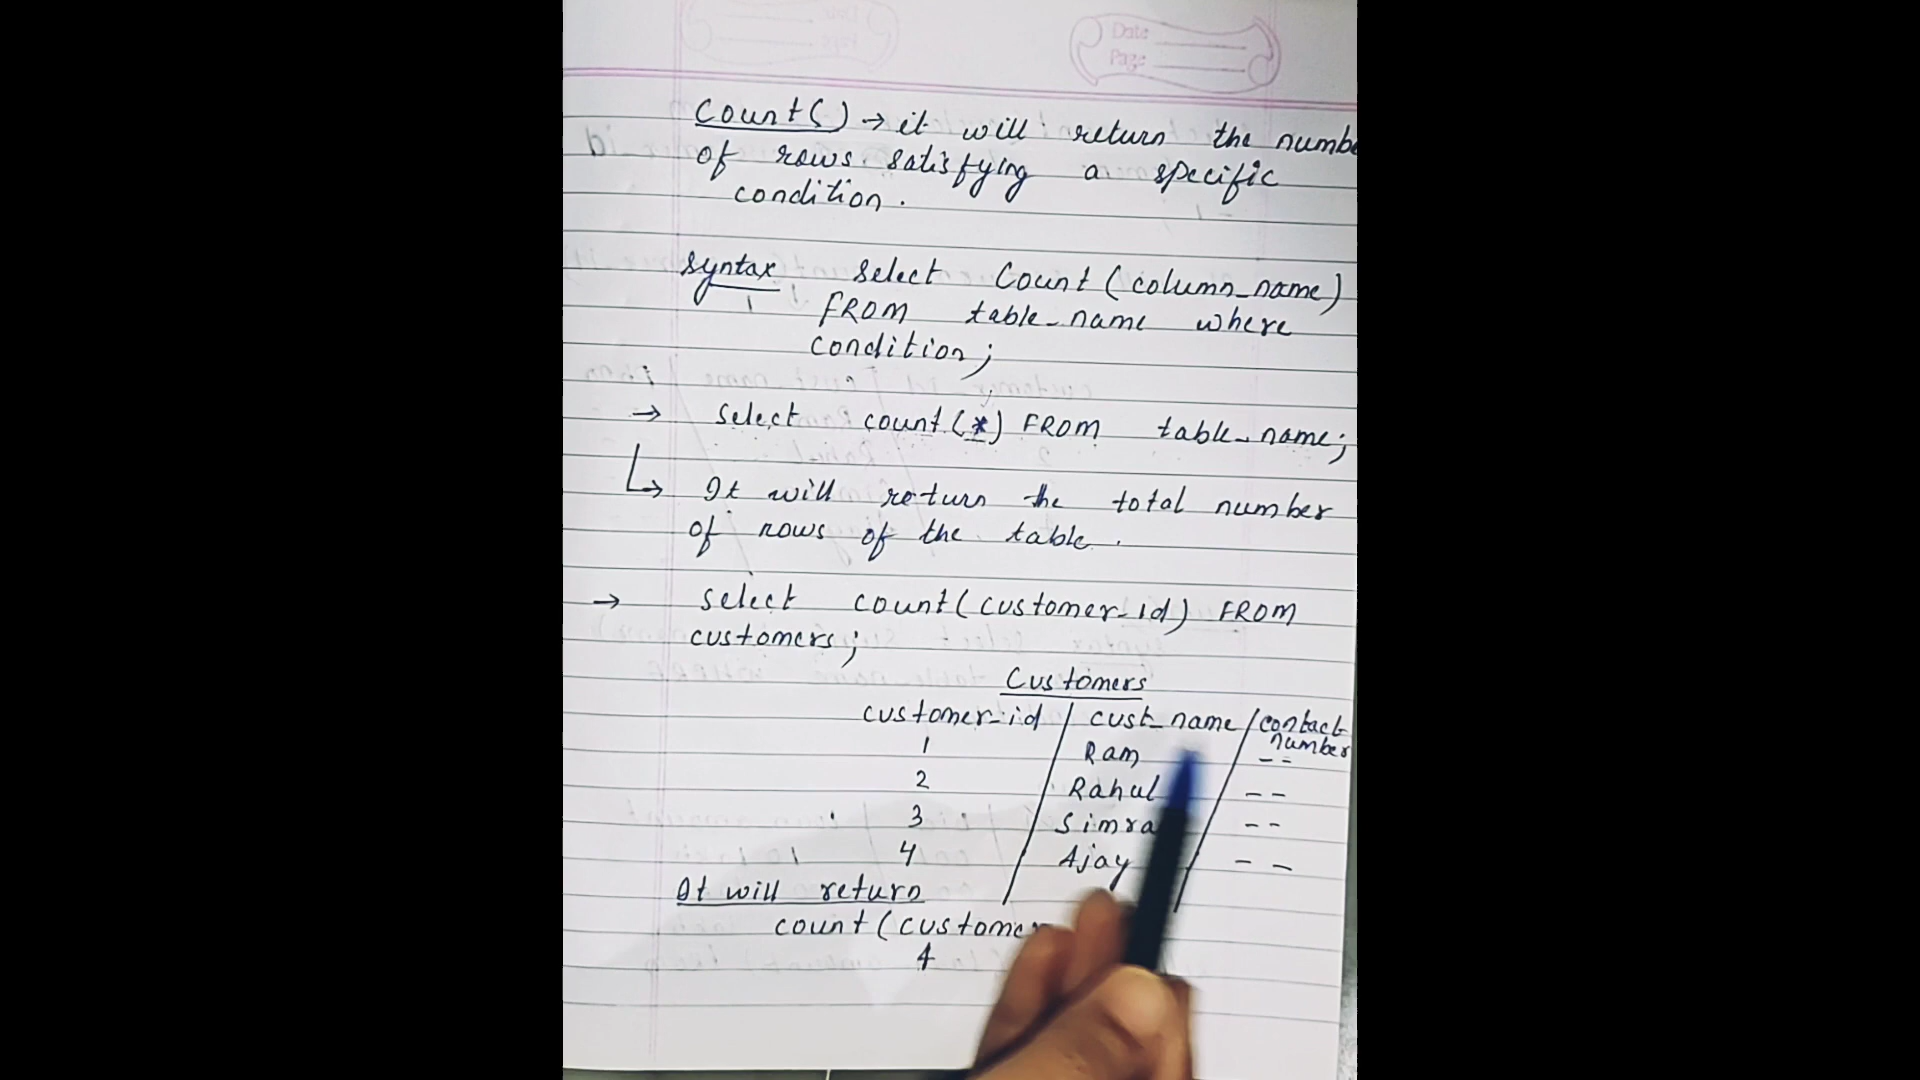 Date
Page
Count() → it will return the numbe
of rows satisfying a specific
condition.
Syntax select Count (column_name)
FROM table_name where
condition;
→ select count(*) FROM table_name;
↳ It will return the total number
of rows of the table.
→ select count(customer_id) FROM
customers;
Customers
customer_id / cust_name / contact
number
1 Ram --
2 Rahul --
3 Simra --
4 Ajay --
It will return
count (custome
4